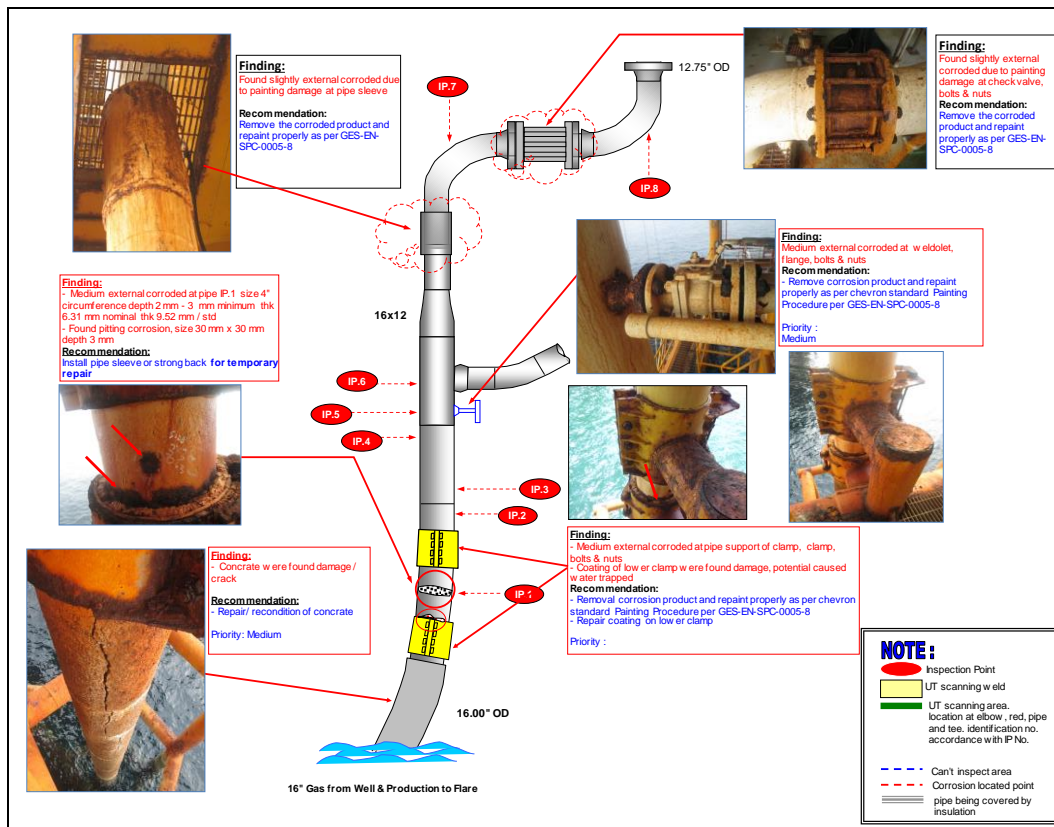 Finding:
Found slightly external corroded due
to painting damage at pipe sleeve
Recommendation:
Remove the corroded product and
repaint properly as per GES-EN-
SPC-0005-8
IP.7
12.75" OD
Finding:
Found slightly external
corroded due to painting
damage at check valve,
bolts & nuts
Recommendation:
Remove the corroded
product and repaint
properly as per GES-EN-
SPC-0005-8
IP.8
Finding:
- Medium external corroded at pipe IP.1 size 4"
circumference depth 2 mm - 3 mm minimum thk
6.31 mm nominal thk 9.52 mm / std
- Found pitting corrosion, size 30 mm x 30 mm
depth 3 mm
Recommendation:
Install pipe sleeve or strong back for temporary
repair
16x12
Finding:
Medium external corroded at weldolet,
flange, bolts & nuts
Recommendation:
- Remove corrosion product and repaint
properly as per chevron standard Painting
Procedure per GES-EN-SPC-0005-8
Priority :
Medium
IP.6
IP.5
IP.4
IP.3
IP.2
IP.1
Finding:
- Concrete were found damage /
crack
Recommendation:
- Repair/ recondition of concrete
Priority: Medium
Finding:
- Medium external corroded at pipe support of clamp, clamp,
bolts & nuts
- Coating of lower clamp were found damage, potential caused
water trapped
Recommendation:
- Removal corrosion product and repaint properly as per chevron
standard Painting Procedure per GES-EN-SPC-0005-8
- Repair coating on lower clamp
Priority :
16.00" OD
16" Gas from Well & Production to Flare
NOTE :
Inspection Point
UT scanning weld
UT scanning area.
location at elbow, red, pipe
and tee. identification no.
accordance with IP No.
Can't inspect area
Corrosion located point
pipe being covered by
insulation